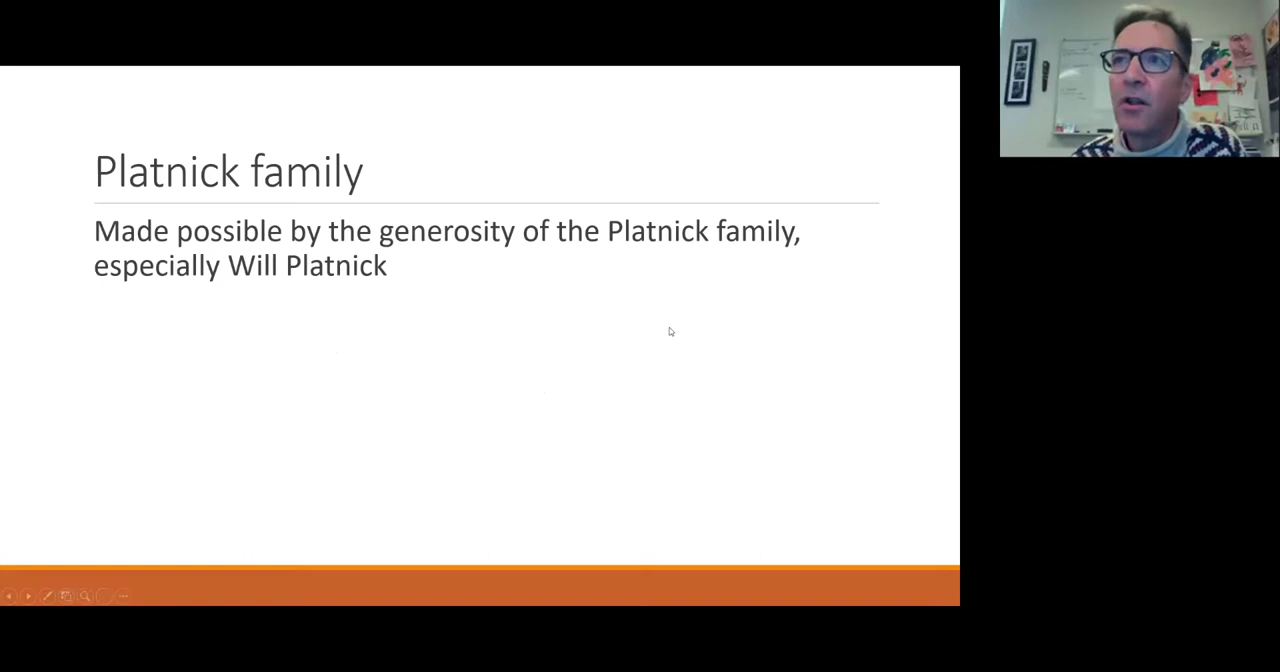 Platnick family
Made possible by the generosity of the Platnick family,
especially Will Platnick